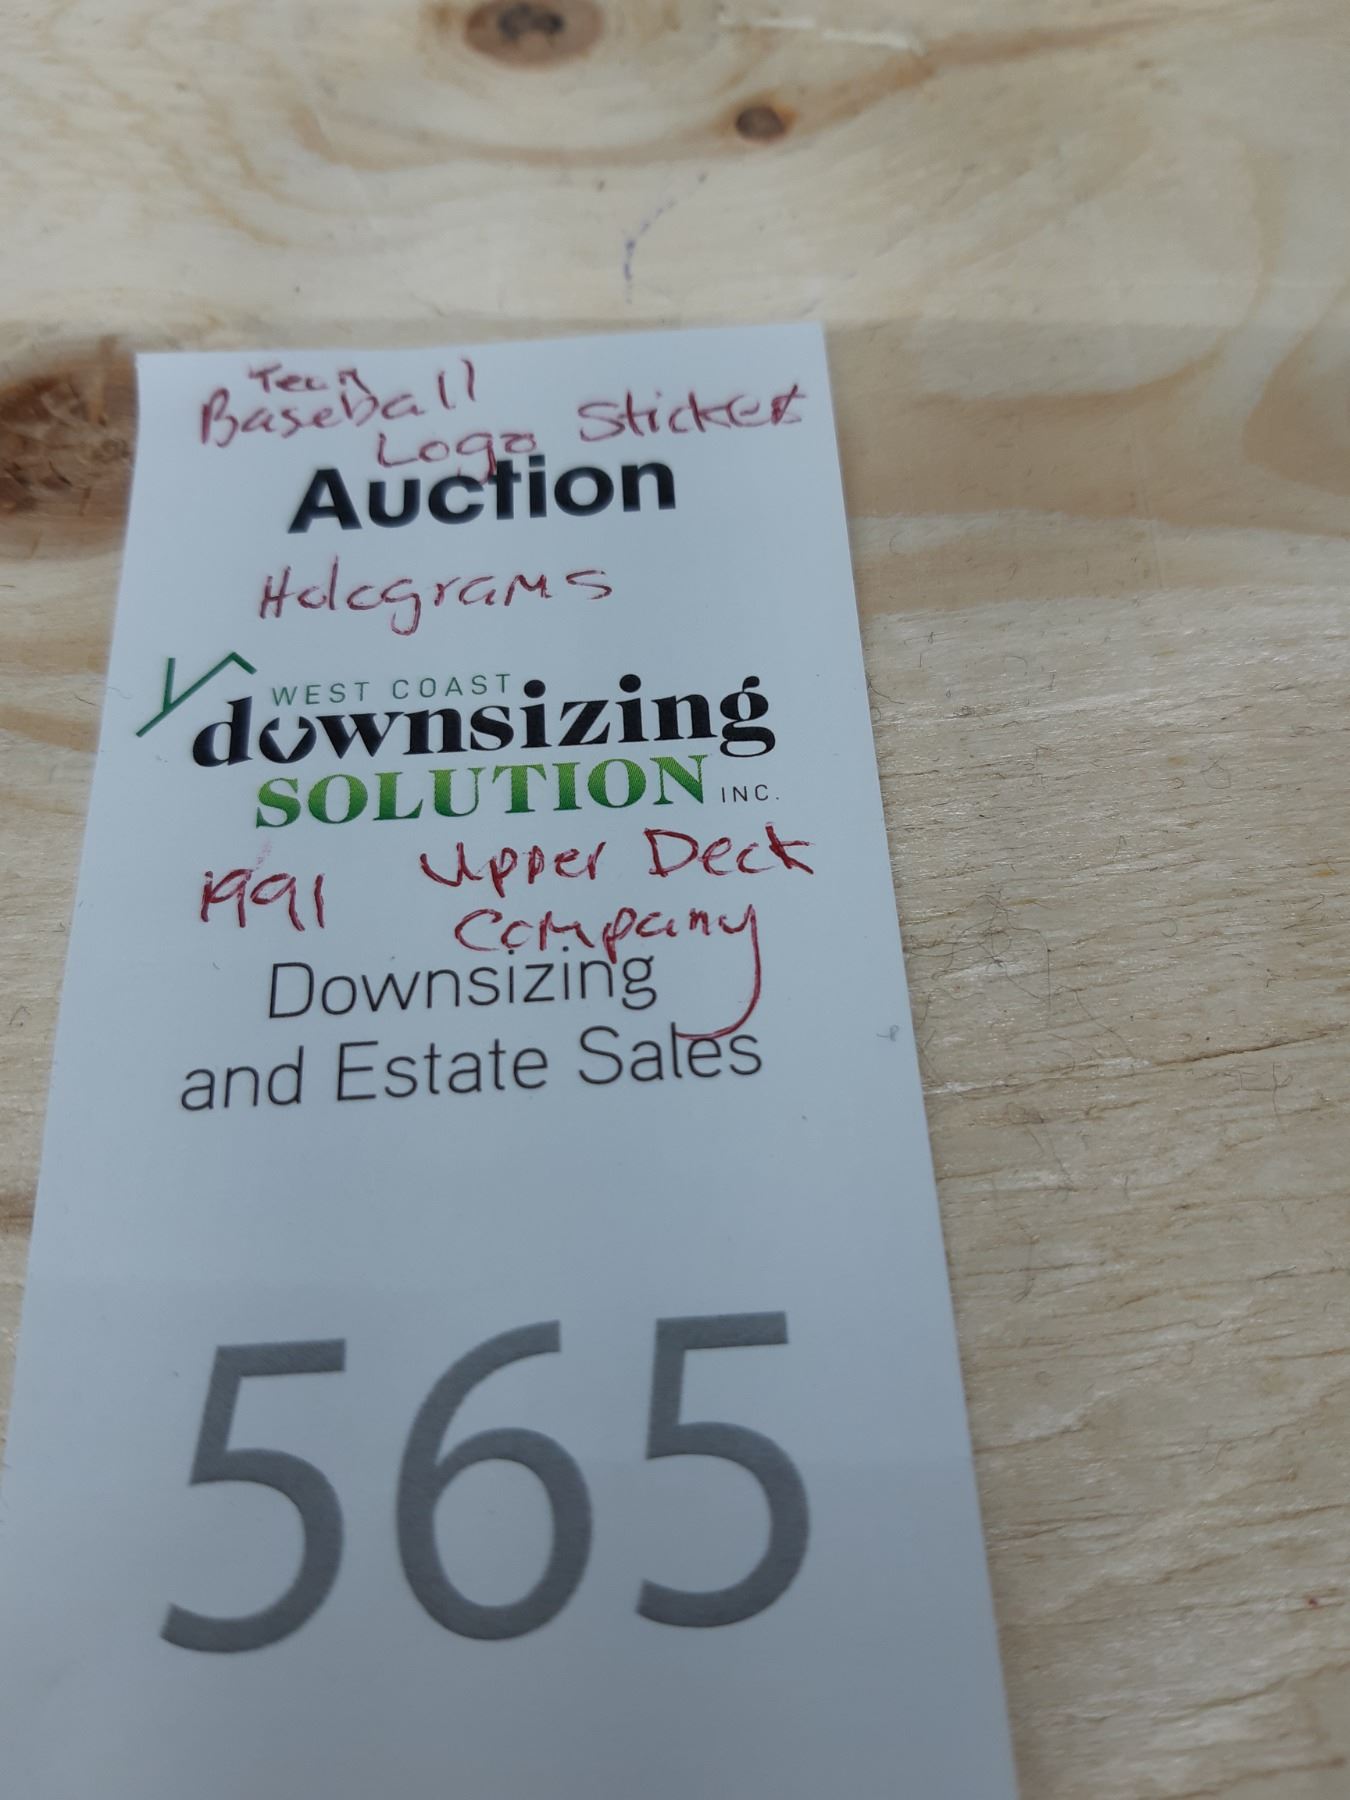 Team
Baseball
Logo Sticker
Auction
Holograms
WEST COAST
downsizing
SOLUTION INC.
1991 Upper Deck
Company
Downsizing
and Estate Sales
565